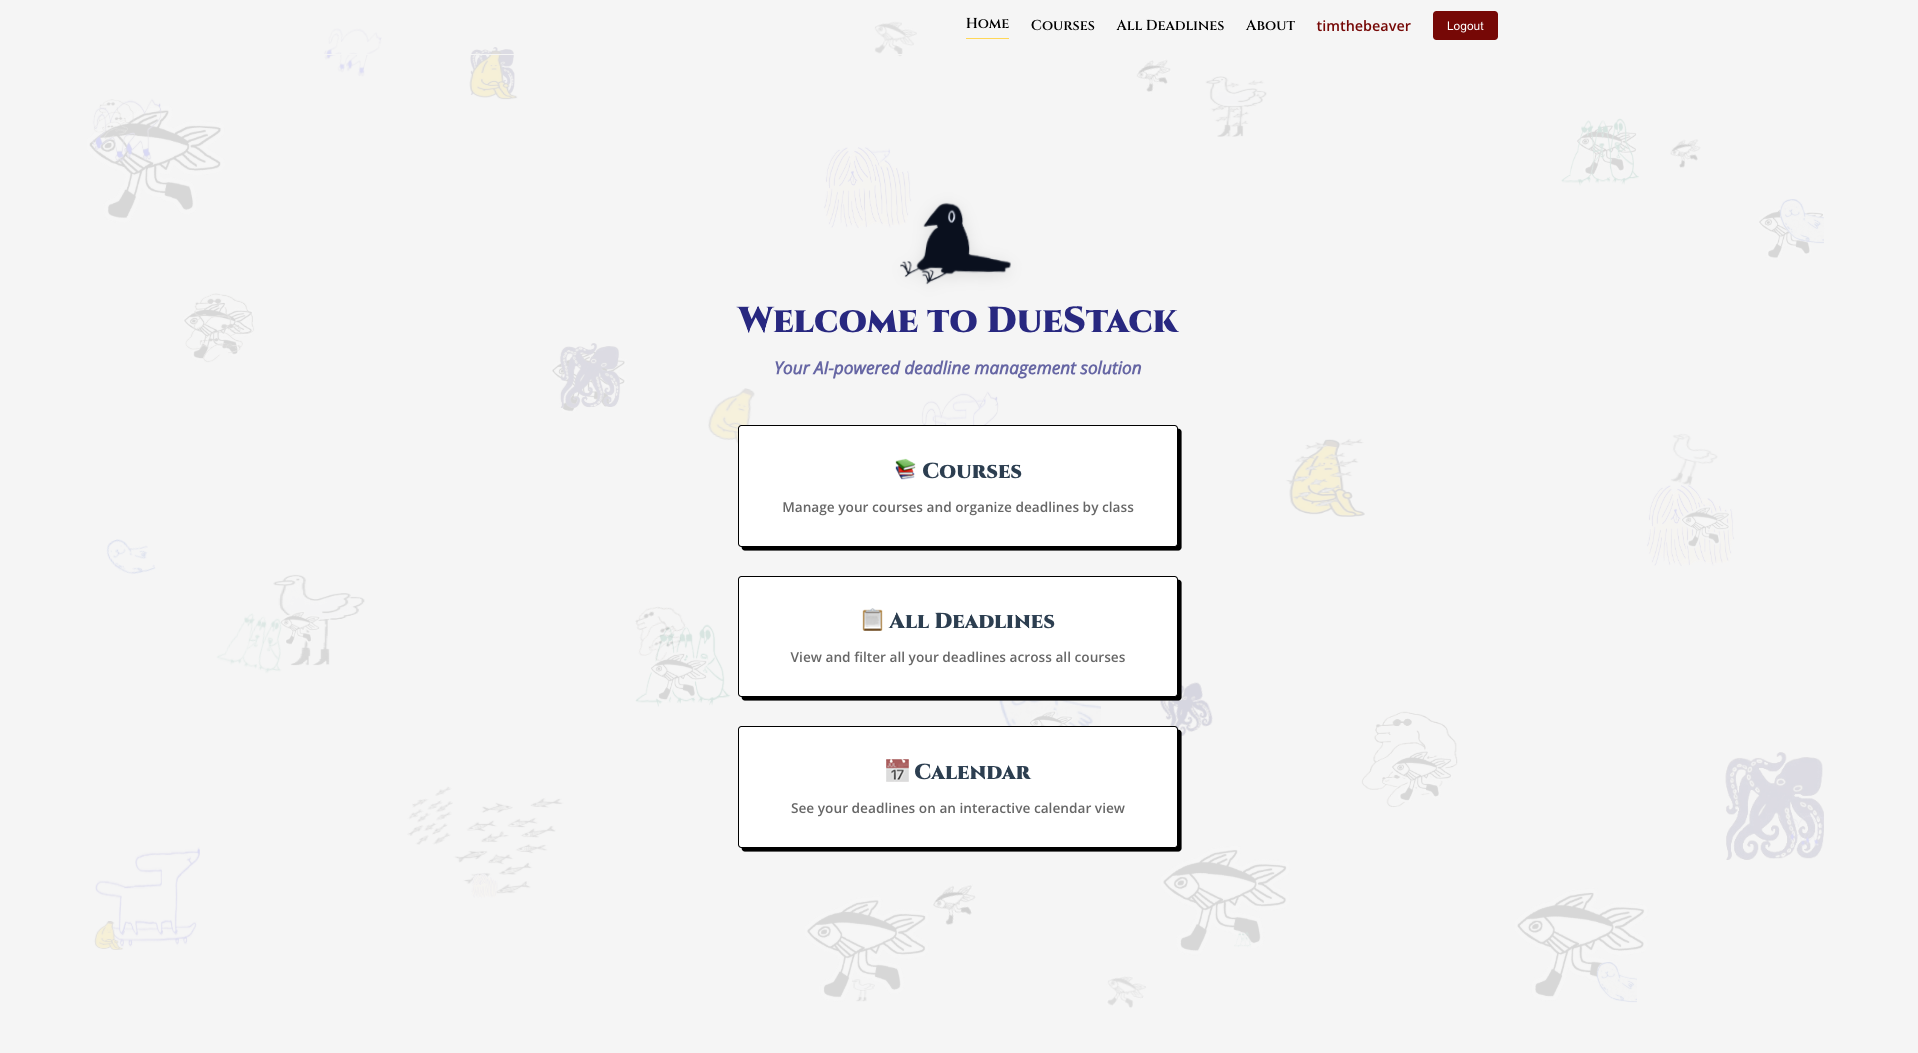 Home Courses All Deadlines About timthebeaver Logout
Welcome to DueStack
Your AI-powered deadline management solution
📚 Courses
Manage your courses and organize deadlines by class
📋 All Deadlines
View and filter all your deadlines across all courses
📅 Calendar
See your deadlines on an interactive calendar view